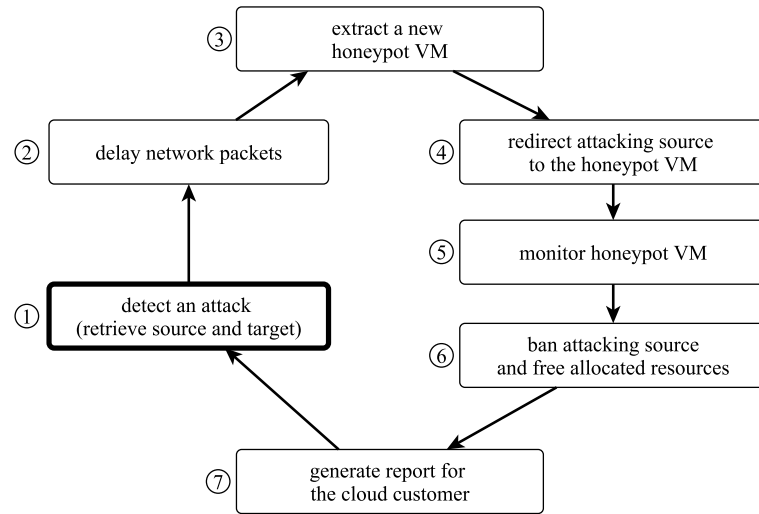 ③
extract a new
honeypot VM
②
delay network packets
④
redirect attacking source
to the honeypot VM
⑤
monitor honeypot VM
①
detect an attack
(retrieve source and target)
⑥
ban attacking source
and free allocated resources
⑦
generate report for
the cloud customer